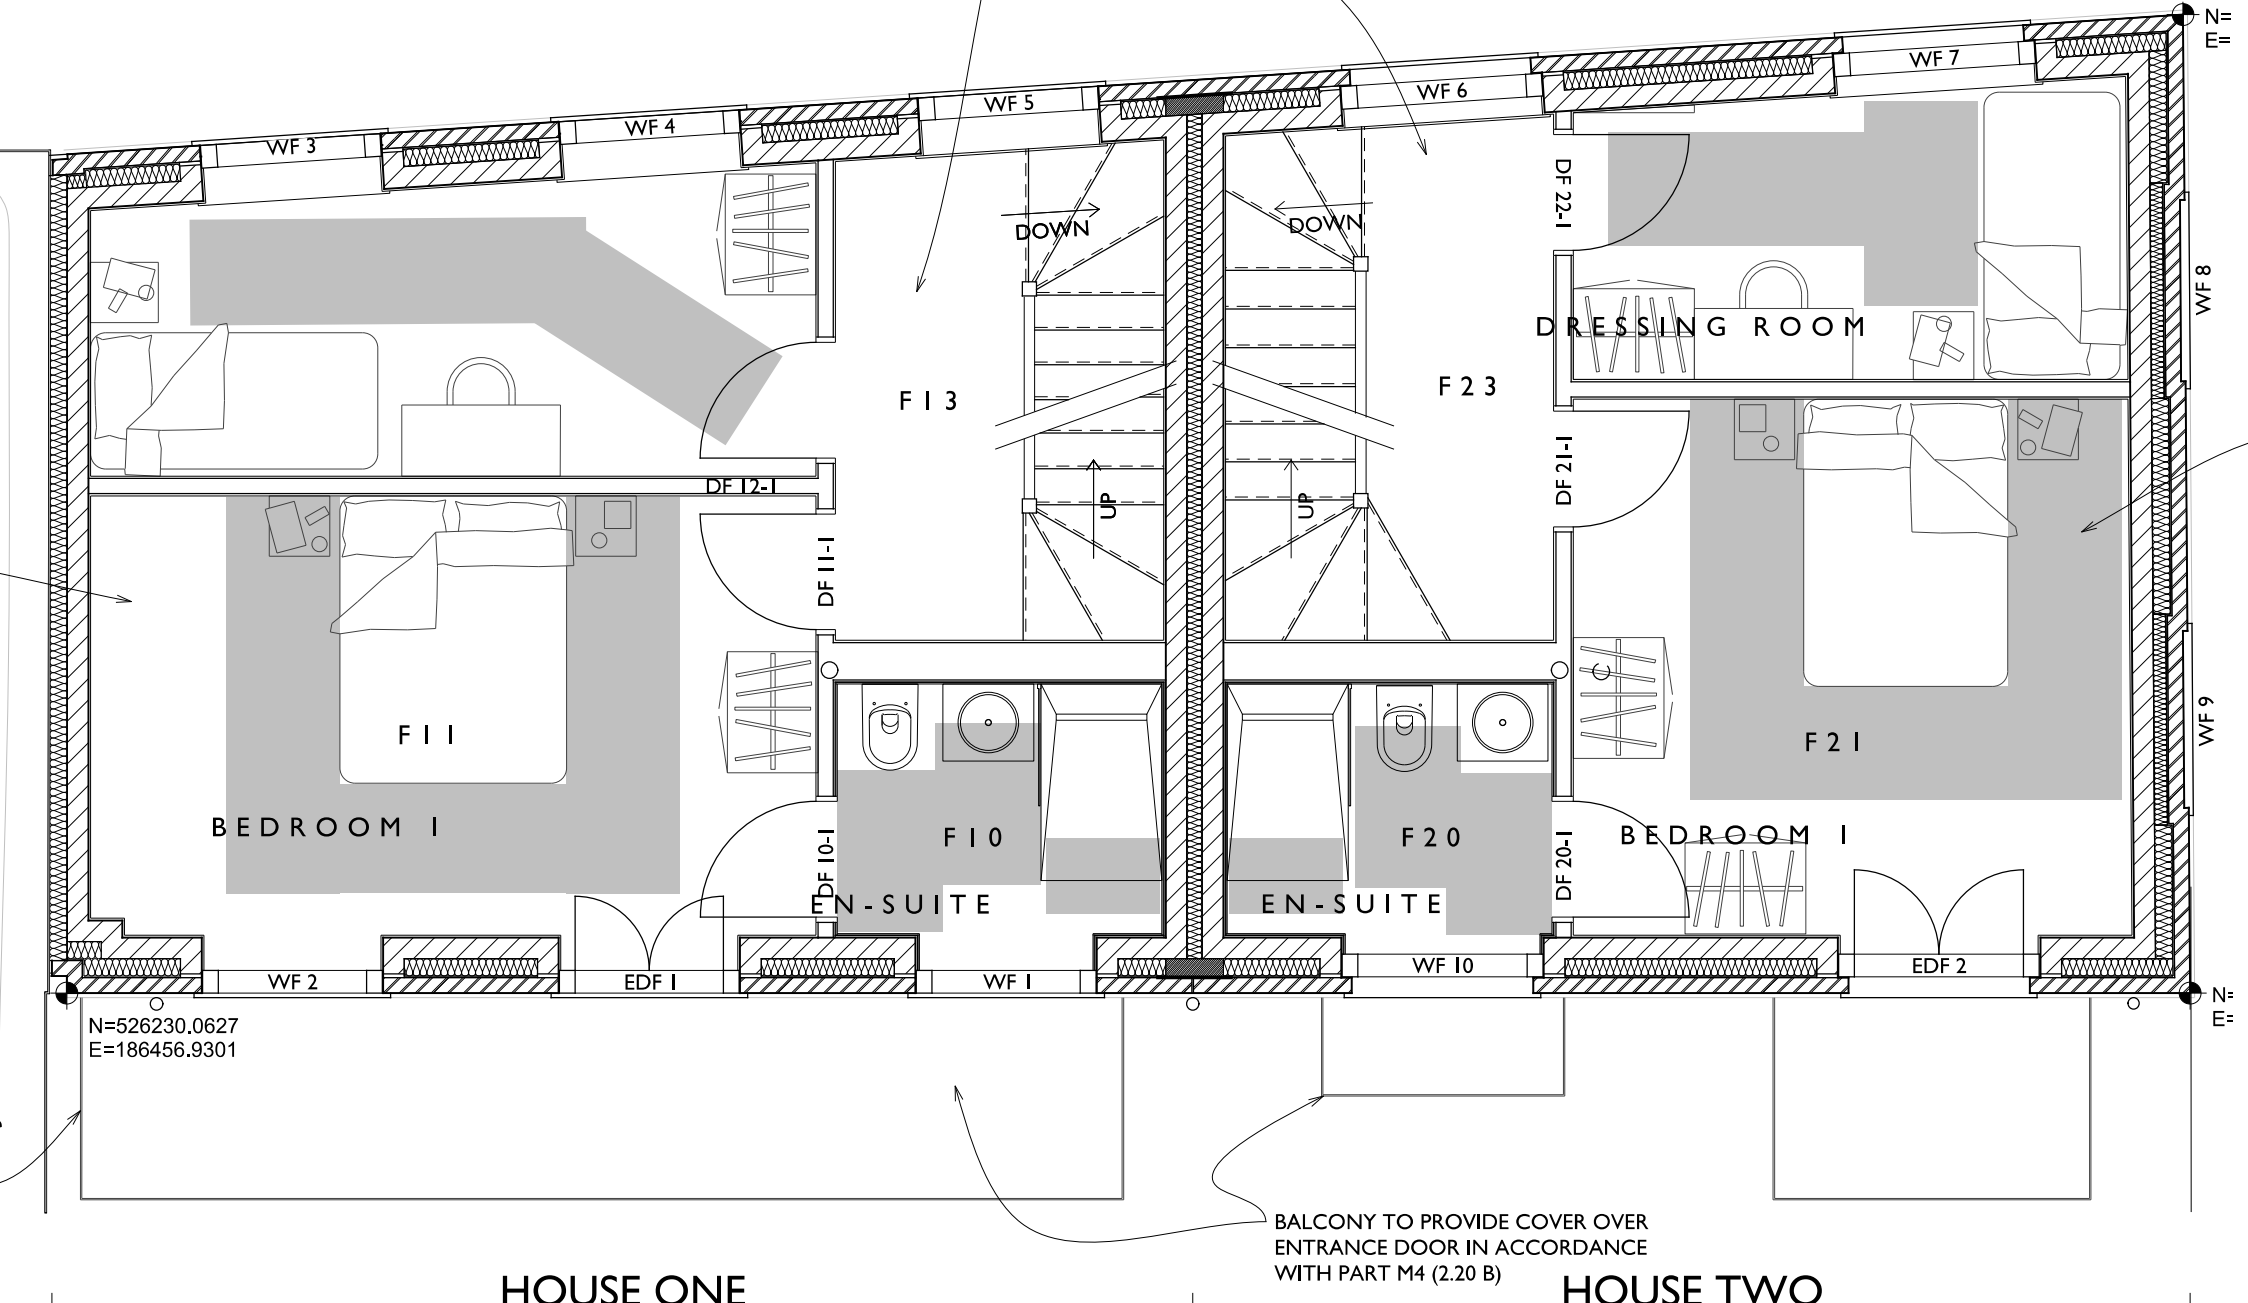 N=
E=
WF 7
WF 6
WF 5
WF 4
WF 3
DF 22-1
DOWN
DOWN
WF 8
DRESSING ROOM
F13
F23
DF 21-1
DF 12-1
UP
UP
DF 11-1
C
F11
F21
WF 9
BEDROOM 1
F10
F20
BEDROOM 1
DF 10-1
DF 20-1
EN-SUITE
EN-SUITE
WF 2
EDF 1
WF 1
WF 10
EDF 2
N=
E=
N=526230.0627
E=186456.9301
BALCONY TO PROVIDE COVER OVER
ENTRANCE DOOR IN ACCORDANCE
WITH PART M4 (2.20 B)
HOUSE ONE
HOUSE TWO